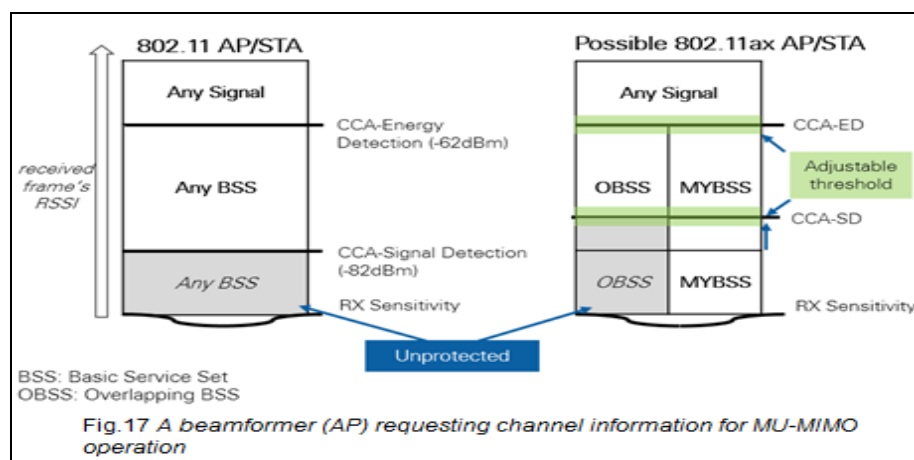 802.11 AP/STA
Any Signal
CCA-Energy
Detection (-62dBm)
received
frame's
RSSI
Any BSS
CCA-Signal Detection
(-82dBm)
Any BSS
RX Sensitivity
Possible 802.11ax AP/STA
Any Signal
CCA-ED
Adjustable
threshold
OBSS
MYBSS
CCA-SD
OBSS
MYBSS
RX Sensitivity
Unprotected
BSS: Basic Service Set
OBSS: Overlapping BSS
Fig.17 A beamformer (AP) requesting channel information for MU-MIMO
operation